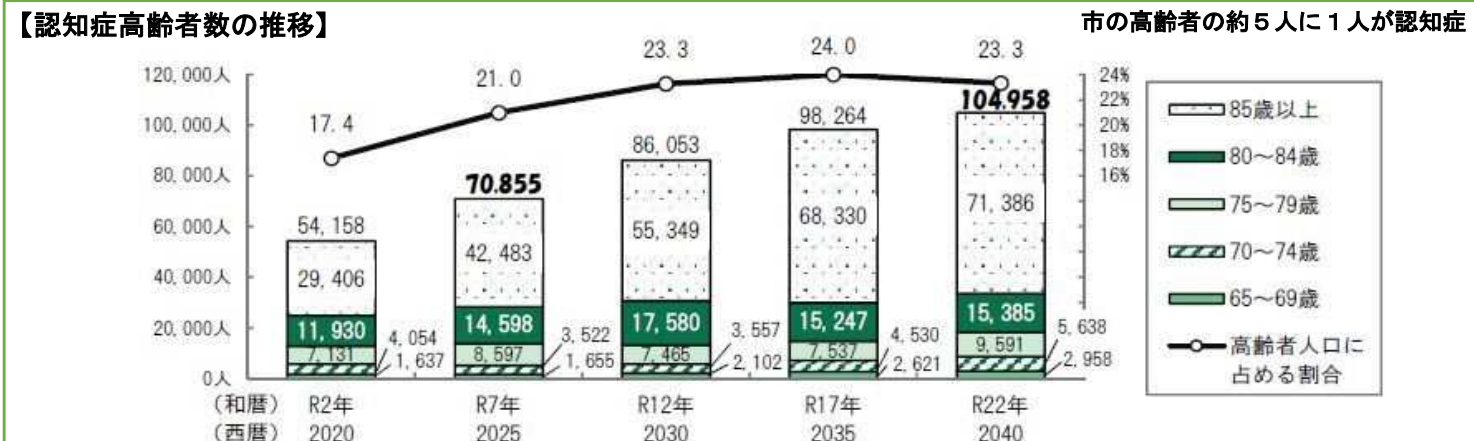 【認知症高齢者数の推移】
市の高齢者の約５人に１人が認知症
17.4
21.0
23.3
24.0
23.3
120,000人
100,000人
80,000人
60,000人
40,000人
20,000人
0人
24%
22%
20%
18%
16%
54,158
29,406
11,930
7,131
4,054
1,637
70.855
42,483
14,598
8,597
3,522
1,655
86,053
55,349
17,580
7,465
3,557
2,102
98,264
68,330
15,247
7,537
4,530
2,621
104.958
71,386
15,385
9,591
5,638
2,958
（和暦） R2年 R7年 R12年 R17年 R22年
（西暦） 2020 2025 2030 2035 2040
85歳以上
80～84歳
75～79歳
70～74歳
65～69歳
高齢者人口に
占める割合